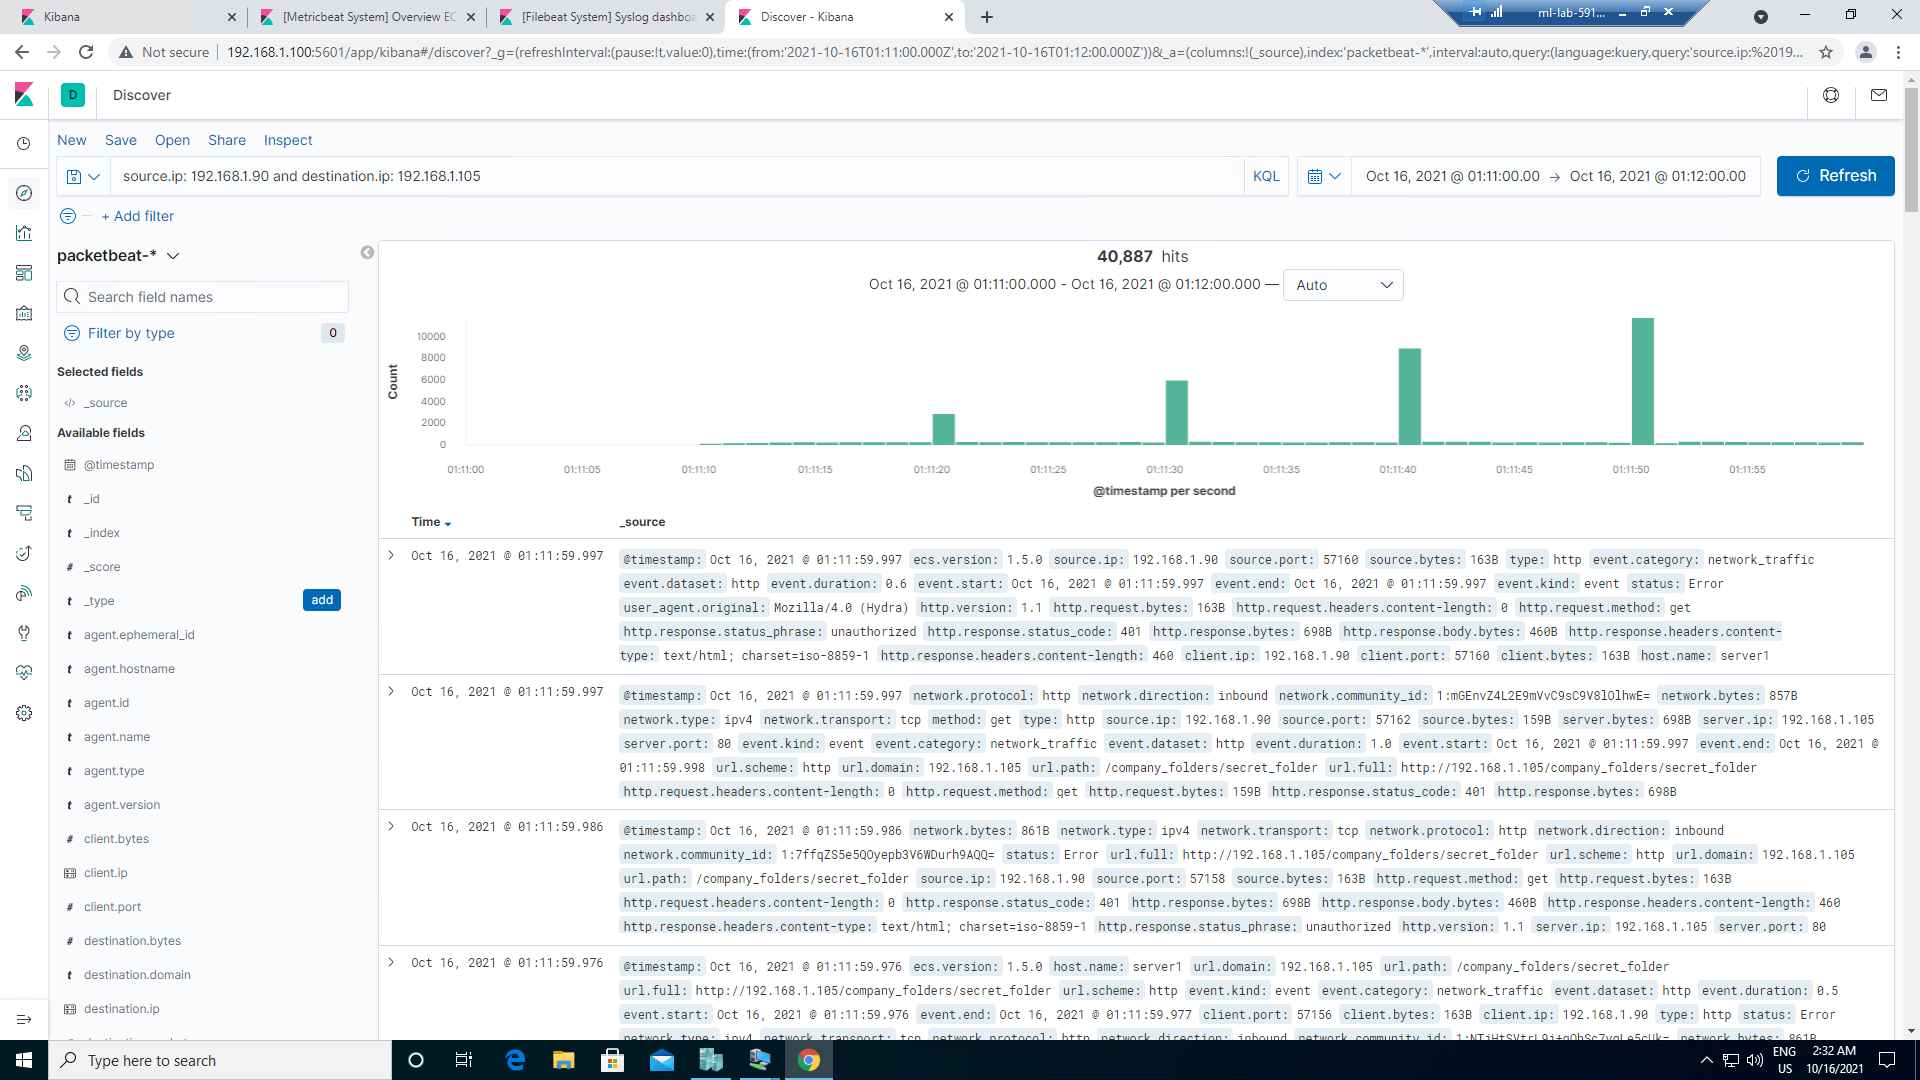 Kibana
[Metricbeat System] Overview EC
[Filebeat System] Syslog dashboa
Discover - Kibana
ml-lab-591...
Not secure
192.168.1.100:5601/app/kibana#/discover?_g=(refreshInterval:(pause:!t,value:0),time:(from:'2021-10-16T01:11:00.000Z',to:'2021-10-16T01:12:00.000Z'))&_a=(columns:!(_source),index:'packetbeat-*',interval:auto,query:(language:kuery,query:'source.ip:%2019...
D
Discover
New Save Open Share Inspect
source.ip: 192.168.1.90 and destination.ip: 192.168.1.105
KQL
Oct 16, 2021 @ 01:11:00.00 → Oct 16, 2021 @ 01:12:00.00
Refresh
+ Add filter
packetbeat-*
Search field names
Filter by type
0
Selected fields
_source
Available fields
@timestamp
t _id
t _index
# _score
t _type
add
t agent.ephemeral_id
t agent.hostname
t agent.id
t agent.name
t agent.type
t agent.version
# client.bytes
client.ip
# client.port
# destination.bytes
t destination.domain
destination.ip
40,887 hits
Oct 16, 2021 @ 01:11:00.000 - Oct 16, 2021 @ 01:12:00.000 —
Auto
Count
10000
8000
6000
4000
2000
0
01:11:00 01:11:05 01:11:10 01:11:15 01:11:20 01:11:25 01:11:30 01:11:35 01:11:40 01:11:45 01:11:50 01:11:55
@timestamp per second
Time _source
Oct 16, 2021 @ 01:11:59.997
@timestamp: Oct 16, 2021 @ 01:11:59.997 ecs.version: 1.5.0 source.ip: 192.168.1.90 source.port: 57160 source.bytes: 163B type: http event.category: network_traffic
event.dataset: http event.duration: 0.6 event.start: Oct 16, 2021 @ 01:11:59.997 event.end: Oct 16, 2021 @ 01:11:59.997 event.kind: event status: Error
user_agent.original: Mozilla/4.0 (Hydra) http.version: 1.1 http.request.bytes: 163B http.request.headers.content-length: 0 http.request.method: get
http.response.status_phrase: unauthorized http.response.status_code: 401 http.response.bytes: 698B http.response.body.bytes: 460B http.response.headers.content-
type: text/html; charset=iso-8859-1 http.response.headers.content-length: 460 client.ip: 192.168.1.90 client.port: 57160 client.bytes: 163B host.name: server1
Oct 16, 2021 @ 01:11:59.997
@timestamp: Oct 16, 2021 @ 01:11:59.997 network.protocol: http network.direction: inbound network.community_id: 1:mGEnvZ4L2E9mVvC9sC9V8lOlhwE= network.bytes: 857B
network.type: ipv4 network.transport: tcp method: get type: http source.ip: 192.168.1.90 source.port: 57162 source.bytes: 159B server.bytes: 698B server.ip: 192.168.1.105
server.port: 80 event.kind: event event.category: network_traffic event.dataset: http event.duration: 1.0 event.start: Oct 16, 2021 @ 01:11:59.997 event.end: Oct 16, 2021 @
01:11:59.998 url.scheme: http url.domain: 192.168.1.105 url.path: /company_folders/secret_folder url.full: http://192.168.1.105/company_folders/secret_folder
http.request.headers.content-length: 0 http.request.method: get http.request.bytes: 159B http.response.status_code: 401 http.response.bytes: 698B
Oct 16, 2021 @ 01:11:59.986
@timestamp: Oct 16, 2021 @ 01:11:59.986 network.bytes: 861B network.type: ipv4 network.transport: tcp network.protocol: http network.direction: inbound
network.community_id: 1:7ffqZS5e5QOyepb3V6WDurh9AQQ= status: Error url.full: http://192.168.1.105/company_folders/secret_folder url.scheme: http url.domain: 192.168.1.105
url.path: /company_folders/secret_folder source.ip: 192.168.1.90 source.port: 57158 source.bytes: 163B http.request.method: get http.request.bytes: 163B
http.request.headers.content-length: 0 http.response.status_code: 401 http.response.bytes: 698B http.response.body.bytes: 460B http.response.headers.content-length: 460
http.response.headers.content-type: text/html; charset=iso-8859-1 http.response.status_phrase: unauthorized http.version: 1.1 server.ip: 192.168.1.105 server.port: 80
Oct 16, 2021 @ 01:11:59.976
@timestamp: Oct 16, 2021 @ 01:11:59.976 ecs.version: 1.5.0 host.name: server1 url.domain: 192.168.1.105 url.path: /company_folders/secret_folder
url.full: http://192.168.1.105/company_folders/secret_folder url.scheme: http event.kind: event event.category: network_traffic event.dataset: http event.duration: 0.5
event.start: Oct 16, 2021 @ 01:11:59.976 event.end: Oct 16, 2021 @ 01:11:59.977 client.port: 57156 client.bytes: 163B client.ip: 192.168.1.90 type: http status: Error
network.type: ipv4 network.transport: tcp network.protocol: http network.direction: inbound network.community_id: network.bytes: 861B
Type here to search
ENG
US
2:32 AM
10/16/2021